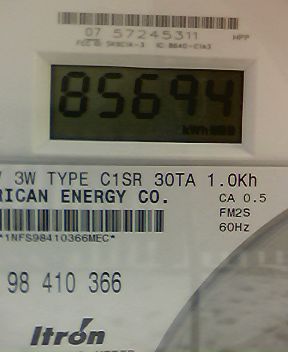 07 57245311
85694
kWh
3W TYPE C1SR 30TA 1.0Kh
RICAN ENERGY CO.
CA 0.5
FM2S
60Hz
*1NFS98410366MEC*
98 410 366
Itron